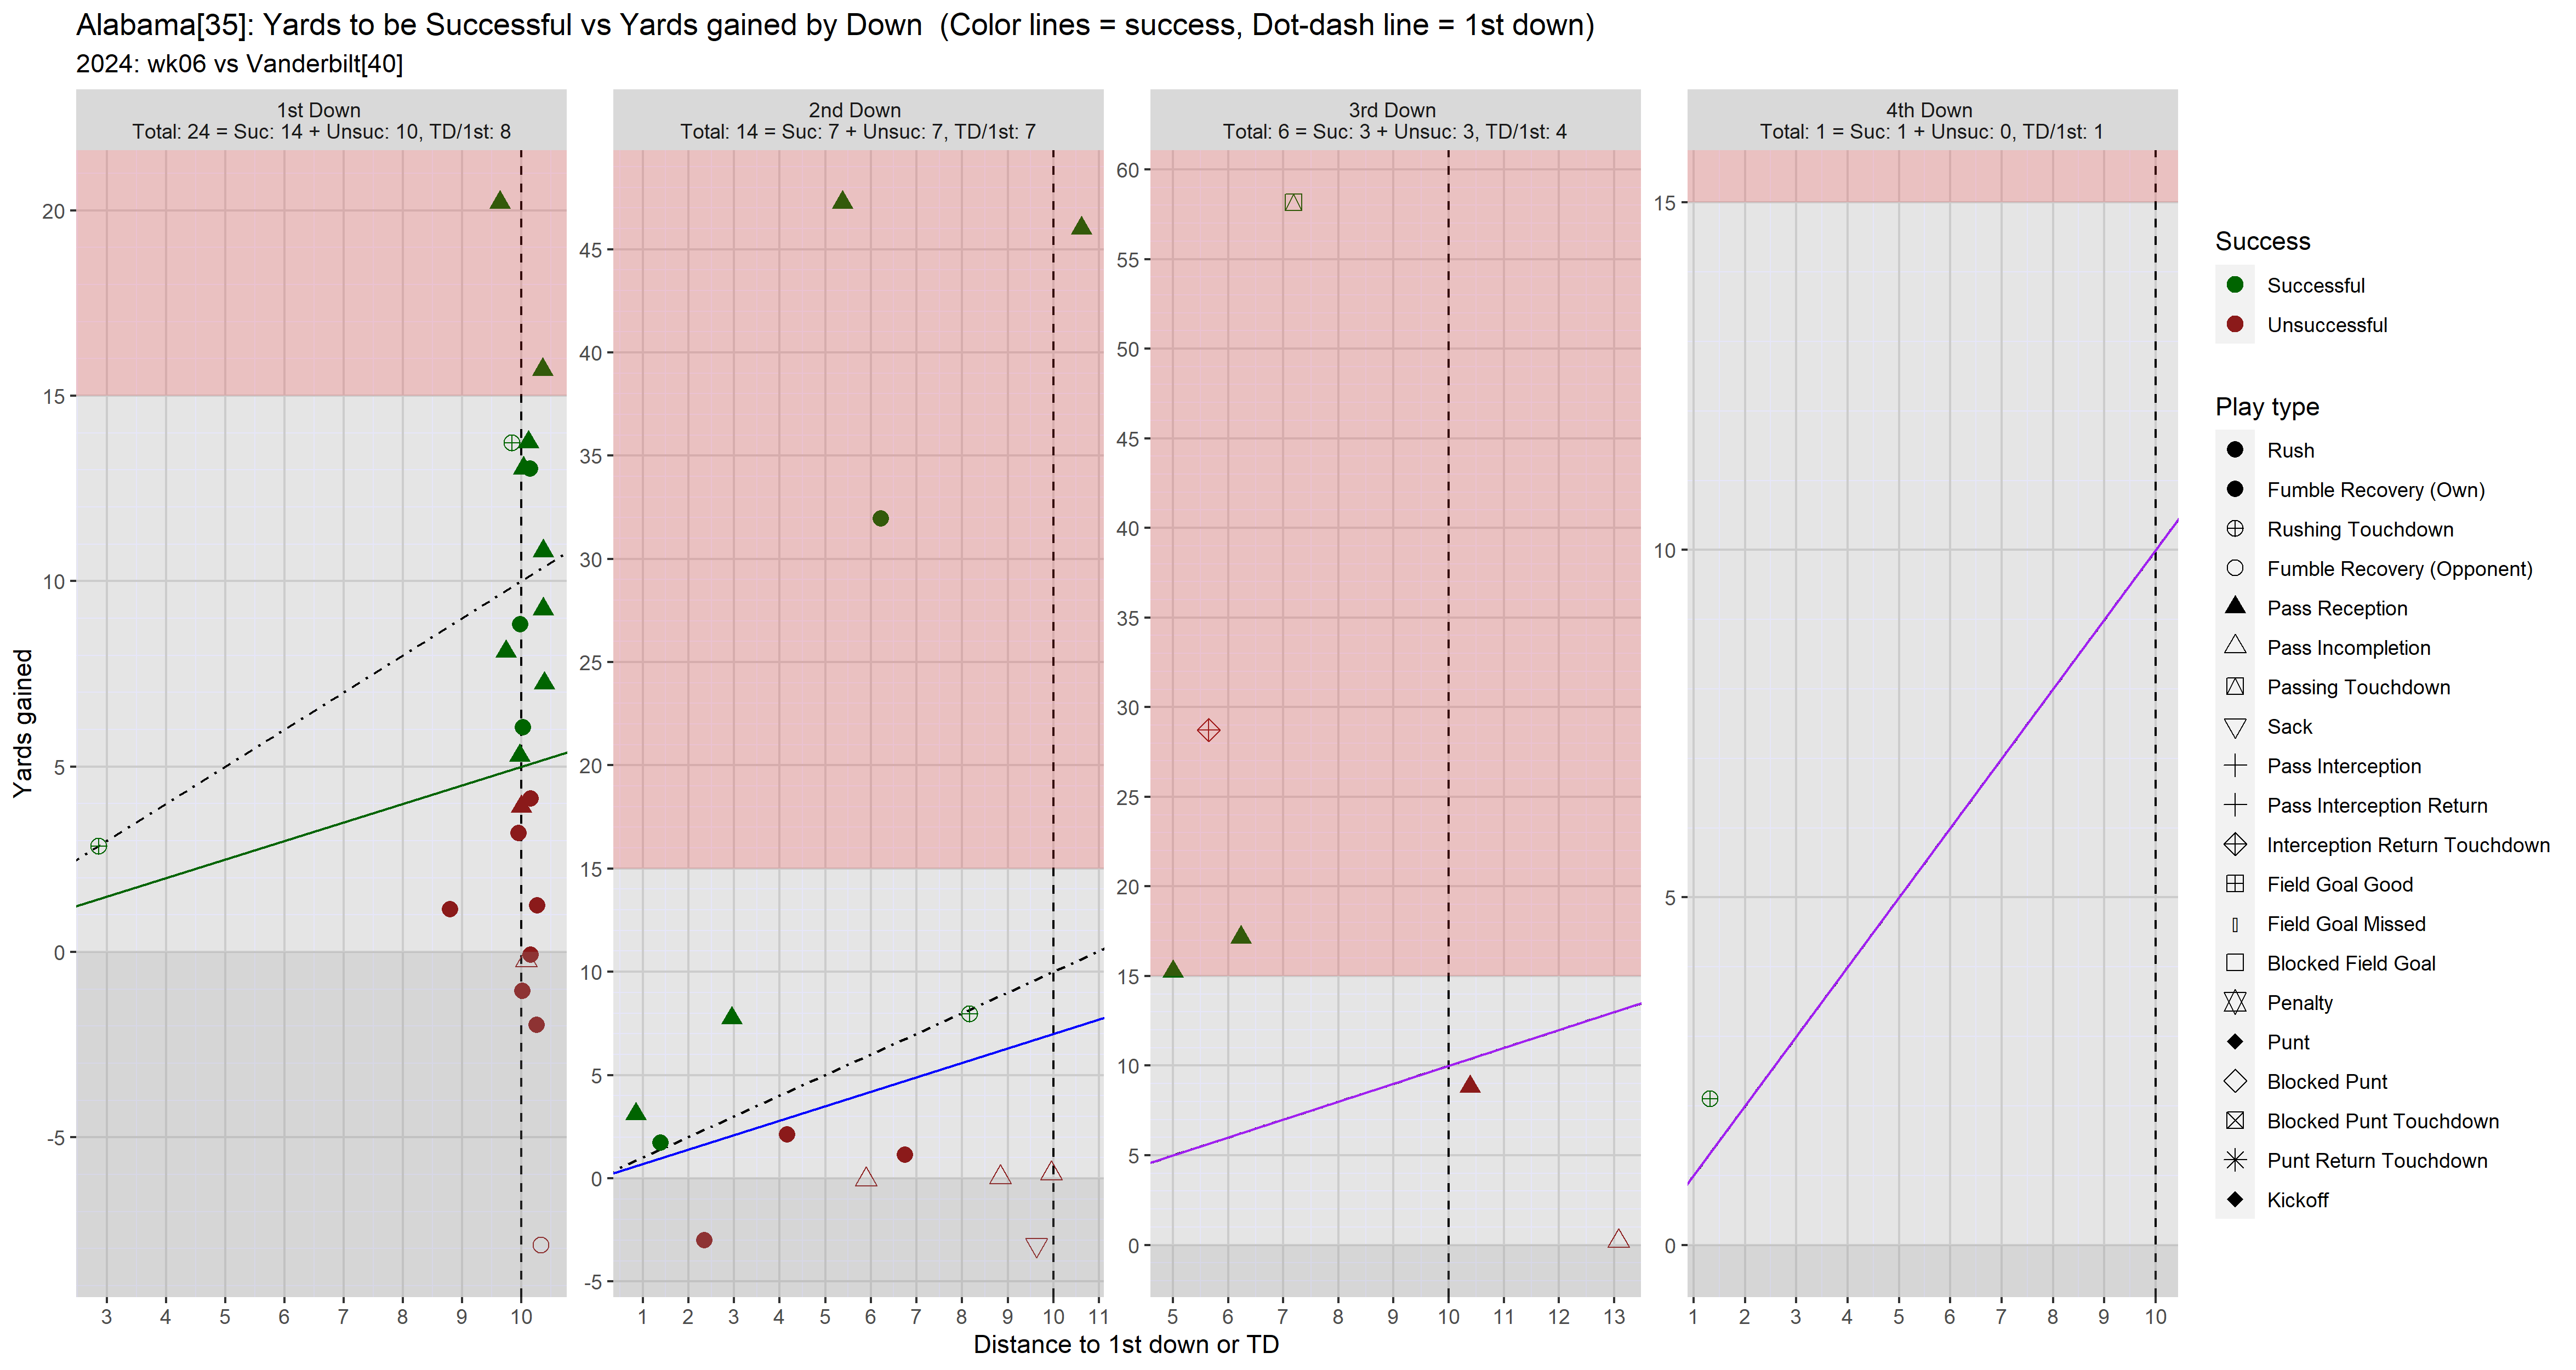 Alabama[35]: Yards to be Successful vs Yards gained by Down  (Color lines = success, Dot-dash line = 1st down)
2024: wk06 vs Vanderbilt[40]
1st Down
Total: 24 = Suc: 14 + Unsuc: 10, TD/1st: 8
2nd Down
Total: 14 = Suc: 7 + Unsuc: 7, TD/1st: 7
3rd Down
Total: 6 = Suc: 3 + Unsuc: 3, TD/1st: 4
4th Down
Total: 1 = Suc: 1 + Unsuc: 0, TD/1st: 1
Yards gained
20
15
10
5
0
-5
3 4 5 6 7 8 9 10
45
40
35
30
25
20
15
10
5
0
-5
1 2 3 4 5 6 7 8 9 10 11
60
55
50
45
40
35
30
25
20
15
10
5
0
5 6 7 8 9 10 11 12 13
15
10
5
0
1 2 3 4 5 6 7 8 9 10
Distance to 1st down or TD
Success
Successful
Unsuccessful
Play type
Rush
Fumble Recovery (Own)
Rushing Touchdown
Fumble Recovery (Opponent)
Pass Reception
Pass Incompletion
Passing Touchdown
Sack
Pass Interception
Pass Interception Return
Interception Return Touchdown
Field Goal Good
Field Goal Missed
Blocked Field Goal
Penalty
Punt
Blocked Punt
Blocked Punt Touchdown
Punt Return Touchdown
Kickoff